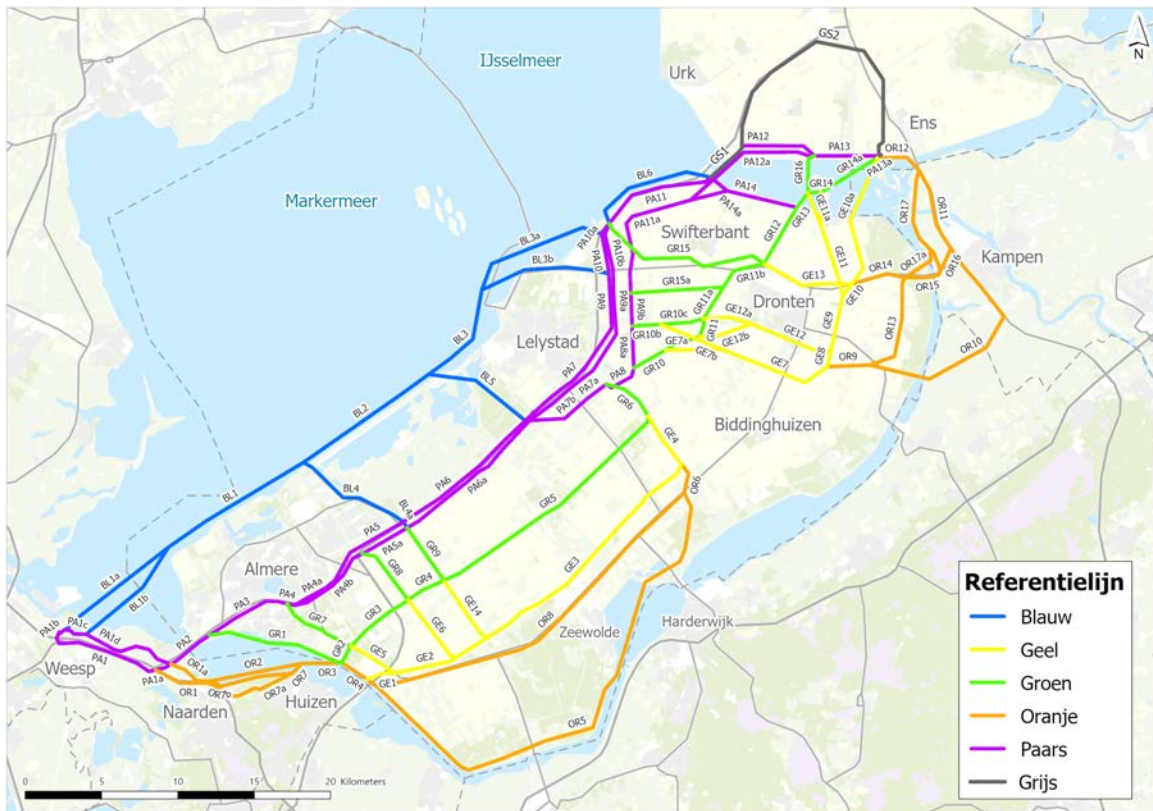 GS2
N
IJsselmeer
Urk
Ens
PA12
PA13
OR12
GS1
PA12a
GR16
GR14a
PA13a
BL6
PA14
GR14
Markermeer
PA11
PA14a
GR13
GE11a
GE10a
OR17
OR11
BL3a
PA10a
PA11a
Swifterbant
GR12
PA10
PA10b
GR15
GE11
OR17a
OR16
Kampen
BL3b
GR11b
GE13
OR14
GE10
OR15
GR15a
Dronten
PA9
PA9a
PA9b
GR11a
GE12a
GE9
BL3
GR10c
GR11
GE12
OR13
Lelystad
GR10b
GE12b
OR10
PA8a
GE7a
GE7b
GE8
PA7
GE7
OR9
BL5
PA7a
PA8
GR10
BL2
PA7b
GR6
Biddinghuizen
GE4
BL1
PA6
PA6a
OR6
BL4
BL4a
GR5
PA5
PA5a
GR9
BL1a
Almere
GR8
GR4
GE3
BL1b
PA4a
PA4b
PA4
GR3
GE14
PA3
GR7
GE6
OR8
Zeewolde
Harderwijk
PA1b
PA1c
PA1d
PA2
GR1
GR2
Weesp
PA1
GE5
GE2
PA1a
OR1a
OR2
OR3
OR1
OR7b
OR7a
OR7
OR4
GE1
Naarden
Huizen
OR5
Referentielijn
Blauw
Geel
Groen
Oranje
Paars
Grijs
0 5 10 15 20 Kilometers